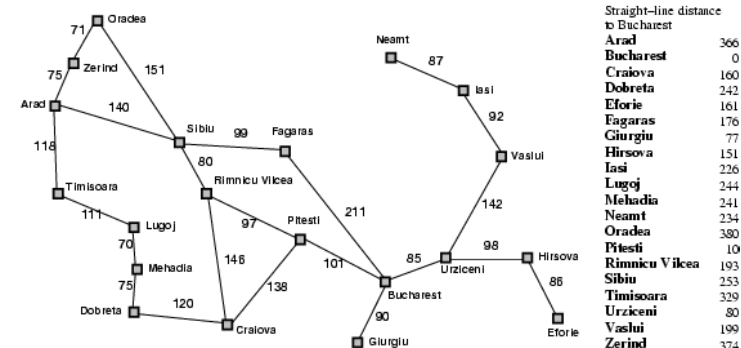 Straight–line distance
to Bucharest
Arad 366
Bucharest 0
Craiova 160
Dobreta 242
Eforie 161
Fagaras 176
Giurgiu 77
Hirsova 151
Iasi 226
Lugoj 244
Mehadia 241
Neamt 234
Oradea 380
Pitesti 10
Rimnicu Vilcea 193
Sibiu 253
Timisoara 329
Urziceni 80
Vaslui 199
Zerind 374
Oradea
71
Neamt
87
Zerind
151
75
Iasi
Arad
140
92
Sibiu
99
Fagaras
118
80
Vaslui
Rimnicu Vilcea
Timisoara
111
211
142
Lugoj
97
Pitesti
70
98
Hirsova
146
101
85
Mehadia
Urziceni
75
138
86
Bucharest
120
Dobreta
90
Craiova
Eforie
Giurgiu